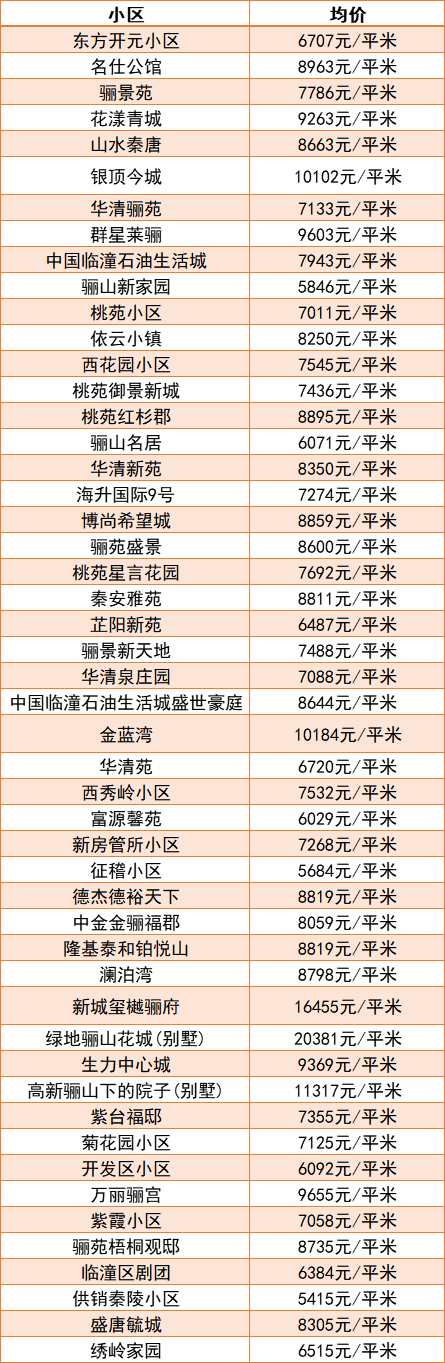 小区 均价
东方开元小区 6707元/平米
名仕公馆 8963元/平米
骊景苑 7786元/平米
花漾青城 9263元/平米
山水秦唐 8663元/平米
银顶今城 10102元/平米
华清骊苑 7133元/平米
群星莱骊 9603元/平米
中国临潼石油生活城 7943元/平米
骊山新家园 5846元/平米
桃苑小区 7011元/平米
依云小镇 8250元/平米
西花园小区 7545元/平米
桃苑御景新城 7436元/平米
桃苑红杉郡 8895元/平米
骊山名居 6071元/平米
华清新苑 8350元/平米
海升国际9号 7274元/平米
博尚希望城 8859元/平米
骊苑盛景 8600元/平米
桃苑星言花园 7692元/平米
秦安雅苑 8811元/平米
芷阳新苑 6487元/平米
骊景新天地 7488元/平米
华清泉庄园 7088元/平米
中国临潼石油生活城盛世豪庭 8644元/平米
金蓝湾 10184元/平米
华清苑 6720元/平米
西秀岭小区 7532元/平米
富源馨苑 6029元/平米
新房管所小区 7268元/平米
征稽小区 5684元/平米
德杰德裕天下 8819元/平米
中金金骊福郡 8059元/平米
隆基泰和铂悦山 8819元/平米
澜泊湾 8798元/平米
新城玺樾骊府 16455元/平米
绿地骊山花城(别墅) 20381元/平米
生力中心城 9369元/平米
高新骊山下的院子(别墅) 11317元/平米
紫台福邸 7355元/平米
菊花园小区 7125元/平米
开发区小区 6092元/平米
万丽骊宫 9655元/平米
紫霞小区 7058元/平米
骊苑梧桐观邸 8735元/平米
临潼区剧团 6384元/平米
供销秦陵小区 5415元/平米
盛唐毓城 8305元/平米
绣岭家园 6515元/平米